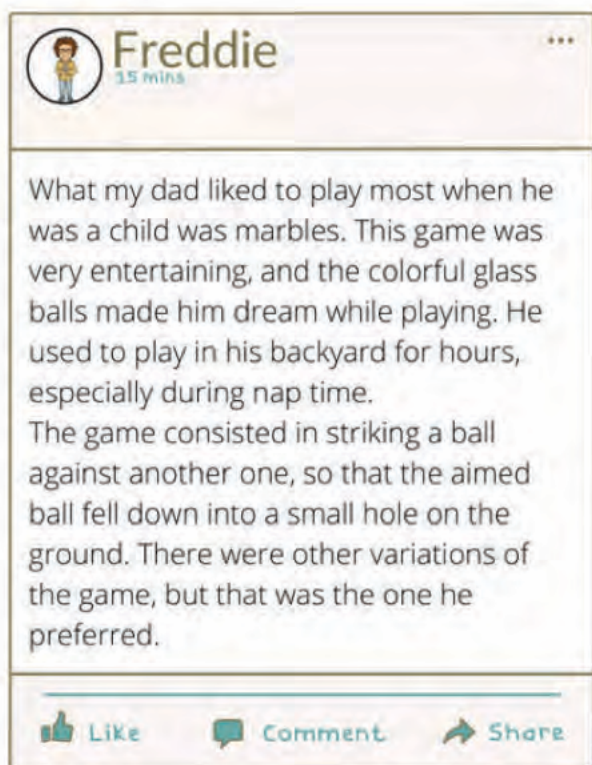 Freddie
15 mins
What my dad liked to play most when he
was a child was marbles. This game was
very entertaining, and the colorful glass
balls made him dream while playing. He
used to play in his backyard for hours,
especially during nap time.
The game consisted in striking a ball
against another one, so that the aimed
ball fell down into a small hole on the
ground. There were other variations of
the game, but that was the one he
preferred.
Like Comment Share